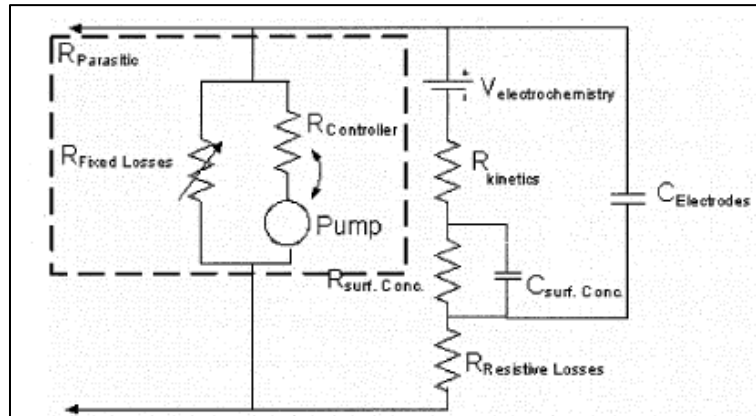 RParasitic
RFixed Losses
RController
Pump
Velectrochemistry
Rkinetics
CElectrodes
Rsurf. Conc.
Csurf. Conc.
RResistive Losses